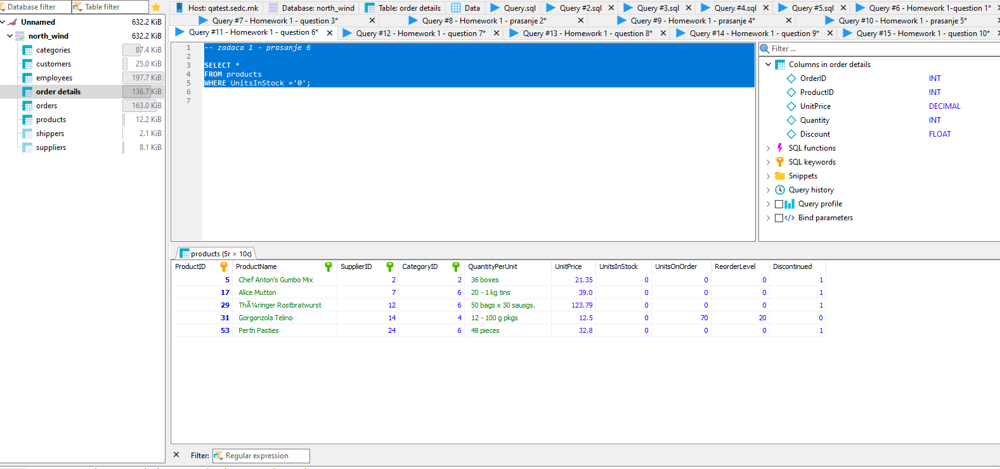 Database filter
Table filter
Host: qatest.sedc.mk
Database: north_wind
Table: order details
Data
Query.sql
Query #2.sql
Query #3.sql
Query #4.sql
Query #5.sql
Query #6 - Homework 1-question 1*
Query #7 - Homework 1 - question 3*
Query #8 - Homework 1 - prasanje 2*
Query #9 - Homework 1 - prasanje 4*
Query #10 - Homework 1 - prasanje 5*
Query #11 - Homework 1 - question 6*
Query #12 - Homework 1 - question 7*
Query #13 - Homework 1 - question 8*
Query #14 - Homework 1 - question 9*
Query #15 - Homework 1 - question 10*
Unnamed 632.2 KiB
north_wind 632.2 KiB
categories 87.4 KiB
customers 25.0 KiB
employees 197.7 KiB
order details 136.7 KiB
orders 163.0 KiB
products 12.2 KiB
shippers 2.1 KiB
suppliers 8.1 KiB
1 -- zadaca 1 - prasanje 6
2
3 SELECT *
4 FROM products
5 WHERE UnitsInStock ='0';
6
7
Filter ...
Columns in order details
OrderID INT
ProductID INT
UnitPrice DECIMAL
Quantity INT
Discount FLOAT
SQL functions
SQL keywords
Snippets
Query history
Query profile
Bind parameters
products (5r × 10c)
ProductID ProductName SupplierID CategoryID QuantityPerUnit UnitPrice UnitsInStock UnitsOnOrder ReorderLevel Discontinued
5 Chef Anton's Gumbo Mix 2 2 36 boxes 21.35 0 0 0 1
17 Alice Mutton 7 6 20 - 1 kg tins 39.0 0 0 0 1
29 ThÃ¼ringer Rostbratwurst 12 6 50 bags x 30 sausgs. 123.79 0 0 0 1
31 Gorgonzola Telino 14 4 12 - 100 g pkgs 12.5 0 70 20 0
53 Perth Pasties 24 6 48 pieces 32.8 0 0 0 1
Filter: Regular expression